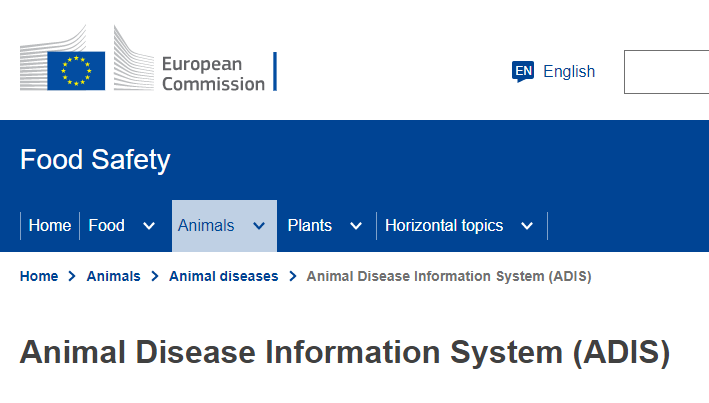 European
Commission
EN English
Food Safety
Home Food Animals Plants Horizontal topics
Home Animals Animal diseases Animal Disease Information System (ADIS)
Animal Disease Information System (ADIS)